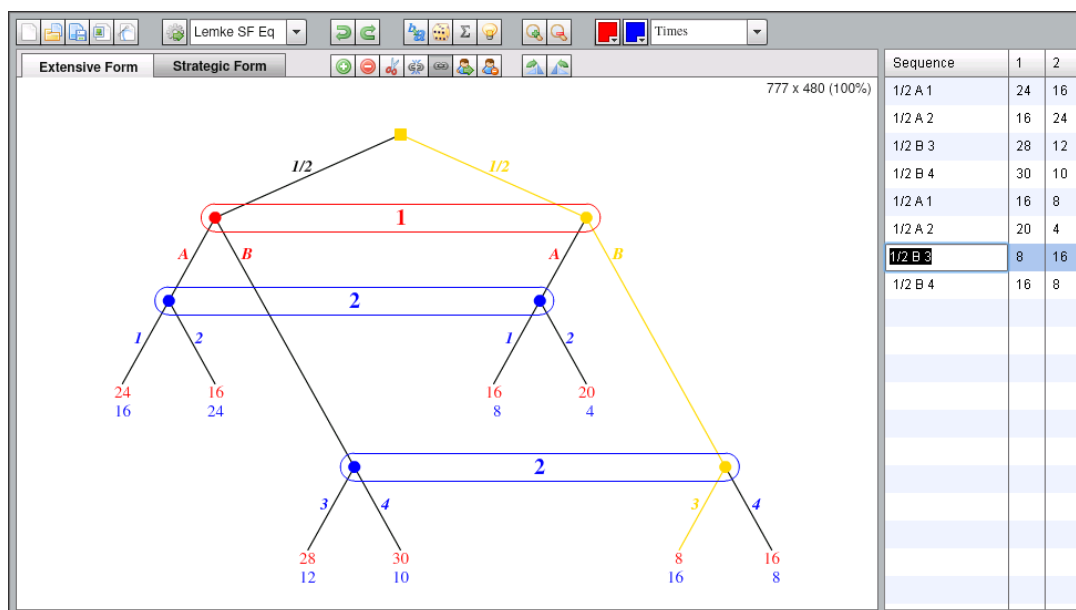 Lemke SF Eq Times
Extensive Form Strategic Form
777 x 480 (100%)
Sequence 1 2
1/2 A 1 24 16
1/2 A 2 16 24
1/2 B 3 28 12
1/2 B 4 30 10
1/2 A 1 16 8
1/2 A 2 20 4
1/2 B 3 8 16
1/2 B 4 16 8
1/2 1/2
1
A B A B
2
1 2 1 2
24 16 16 20
16 24 8 4
2
3 4 3 4
28 30 8 16
12 10 16 8